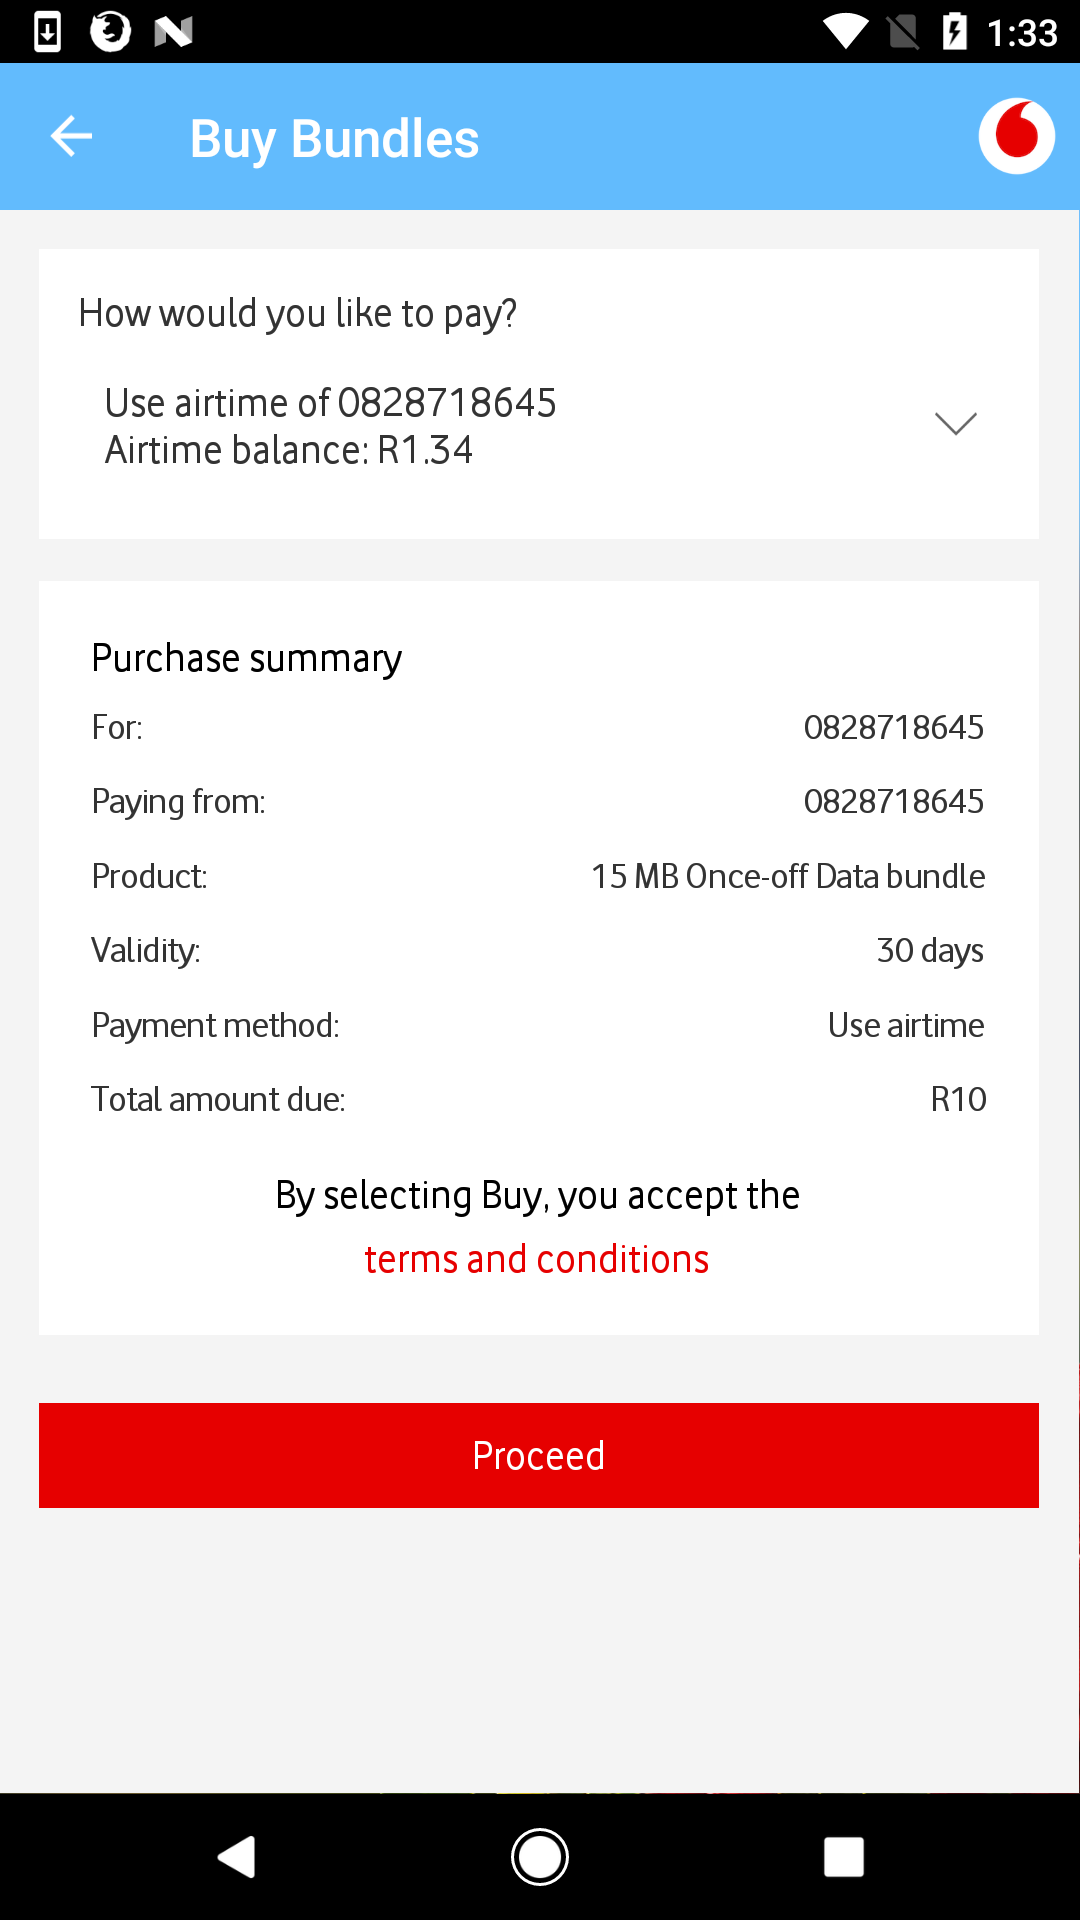 1:33
Buy Bundles
How would you like to pay?
Use airtime of 0828718645
Airtime balance: R1.34
Purchase summary
For: 0828718645
Paying from: 0828718645
Product: 15 MB Once-off Data bundle
Validity: 30 days
Payment method: Use airtime
Total amount due: R10
By selecting Buy, you accept the
terms and conditions
Proceed